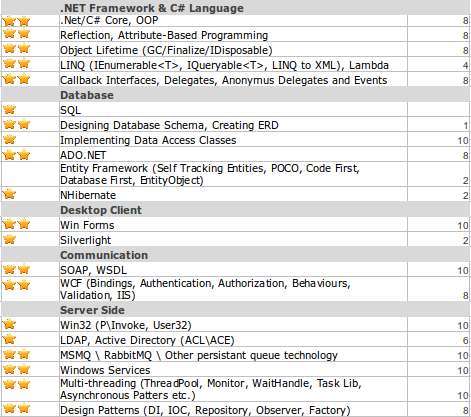 .NET Framework & C# Language
.Net/C# Core, OOP 8
Reflection, Attribute-Based Programming 8
Object Lifetime (GC/Finalize/IDisposable) 8
LINQ (IEnumerable<T>, IQueryable<T>, LINQ to XML), Lambda 4
Callback Interfaces, Delegates, Anonymous Delegates and Events 8
Database
SQL
Designing Database Schema, Creating ERD 1
Implementing Data Access Classes 10
ADO.NET 8
Entity Framework (Self Tracking Entities, POCO, Code First,
Database First, EntityObject) 2
NHibernate 2
Desktop Client
Win Forms 10
Silverlight 2
Communication
SOAP, WSDL 10
WCF (Bindings, Authentication, Authorization, Behaviours,
Validation, IIS) 8
Server Side
Win32 (P\Invoke, User32) 10
LDAP, Active Directory (ACL\ACE) 6
MSMQ \ RabbitMQ \ Other persistant queue technology 10
Windows Services 10
Multi-threading (ThreadPool, Monitor, WaitHandle, Task Lib,
Asynchronous Patters etc.) 10
Design Patterns (DI, IOC, Repository, Observer, Factory) 8